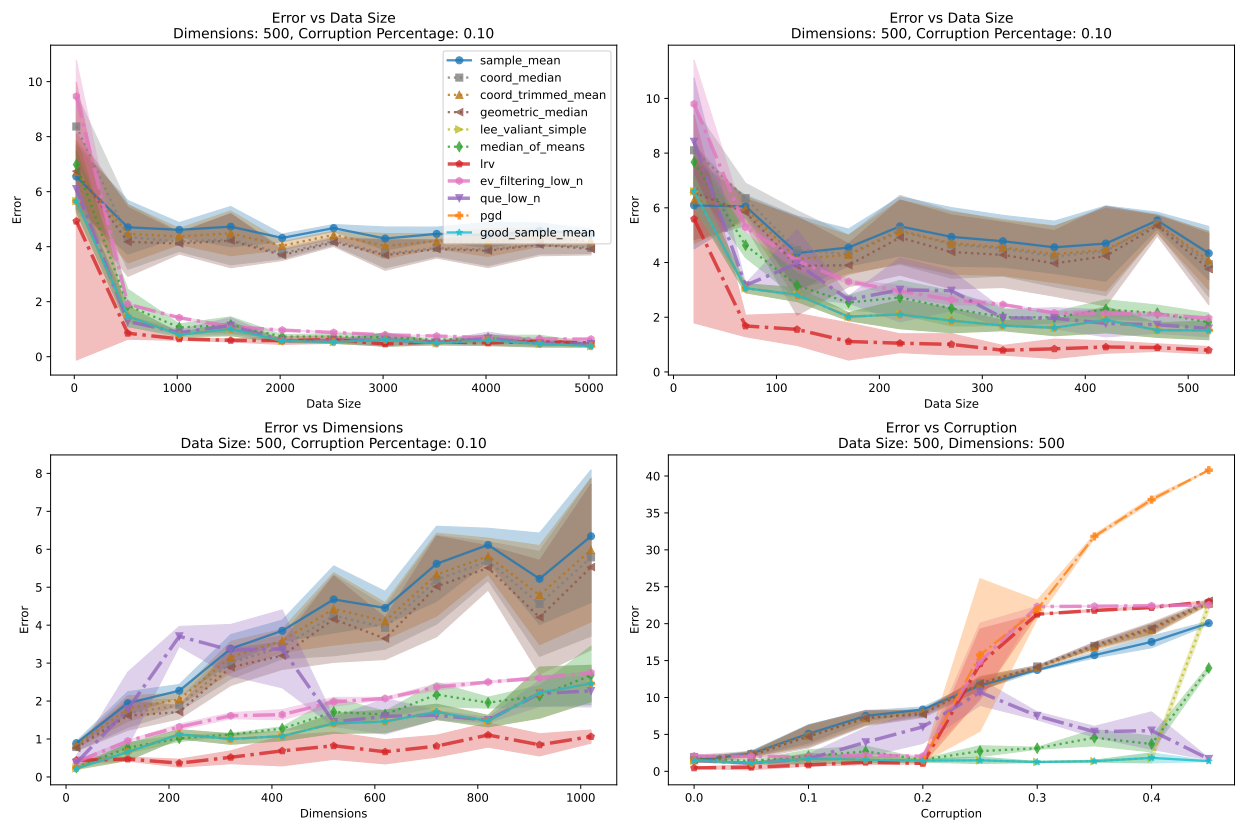 Error vs Data Size
Dimensions: 500, Corruption Percentage: 0.10
10
8
6
4
2
0
Error
0
1000
2000
3000
4000
5000
Data Size
sample_mean
coord_median
coord_trimmed_mean
geometric_median
lee_valiant_simple
median_of_means
lrv
ev_filtering_low_n
que_low_n
pgd
good_sample_mean
Error vs Data Size
Dimensions: 500, Corruption Percentage: 0.10
10
8
6
4
2
0
Error
0
100
200
300
400
500
Data Size
Error vs Dimensions
Data Size: 500, Corruption Percentage: 0.10
8
7
6
5
4
3
2
1
0
Error
0
200
400
600
800
1000
Dimensions
Error vs Corruption
Data Size: 500, Dimensions: 500
40
35
30
25
20
15
10
5
0
Error
0.0
0.1
0.2
0.3
0.4
Corruption